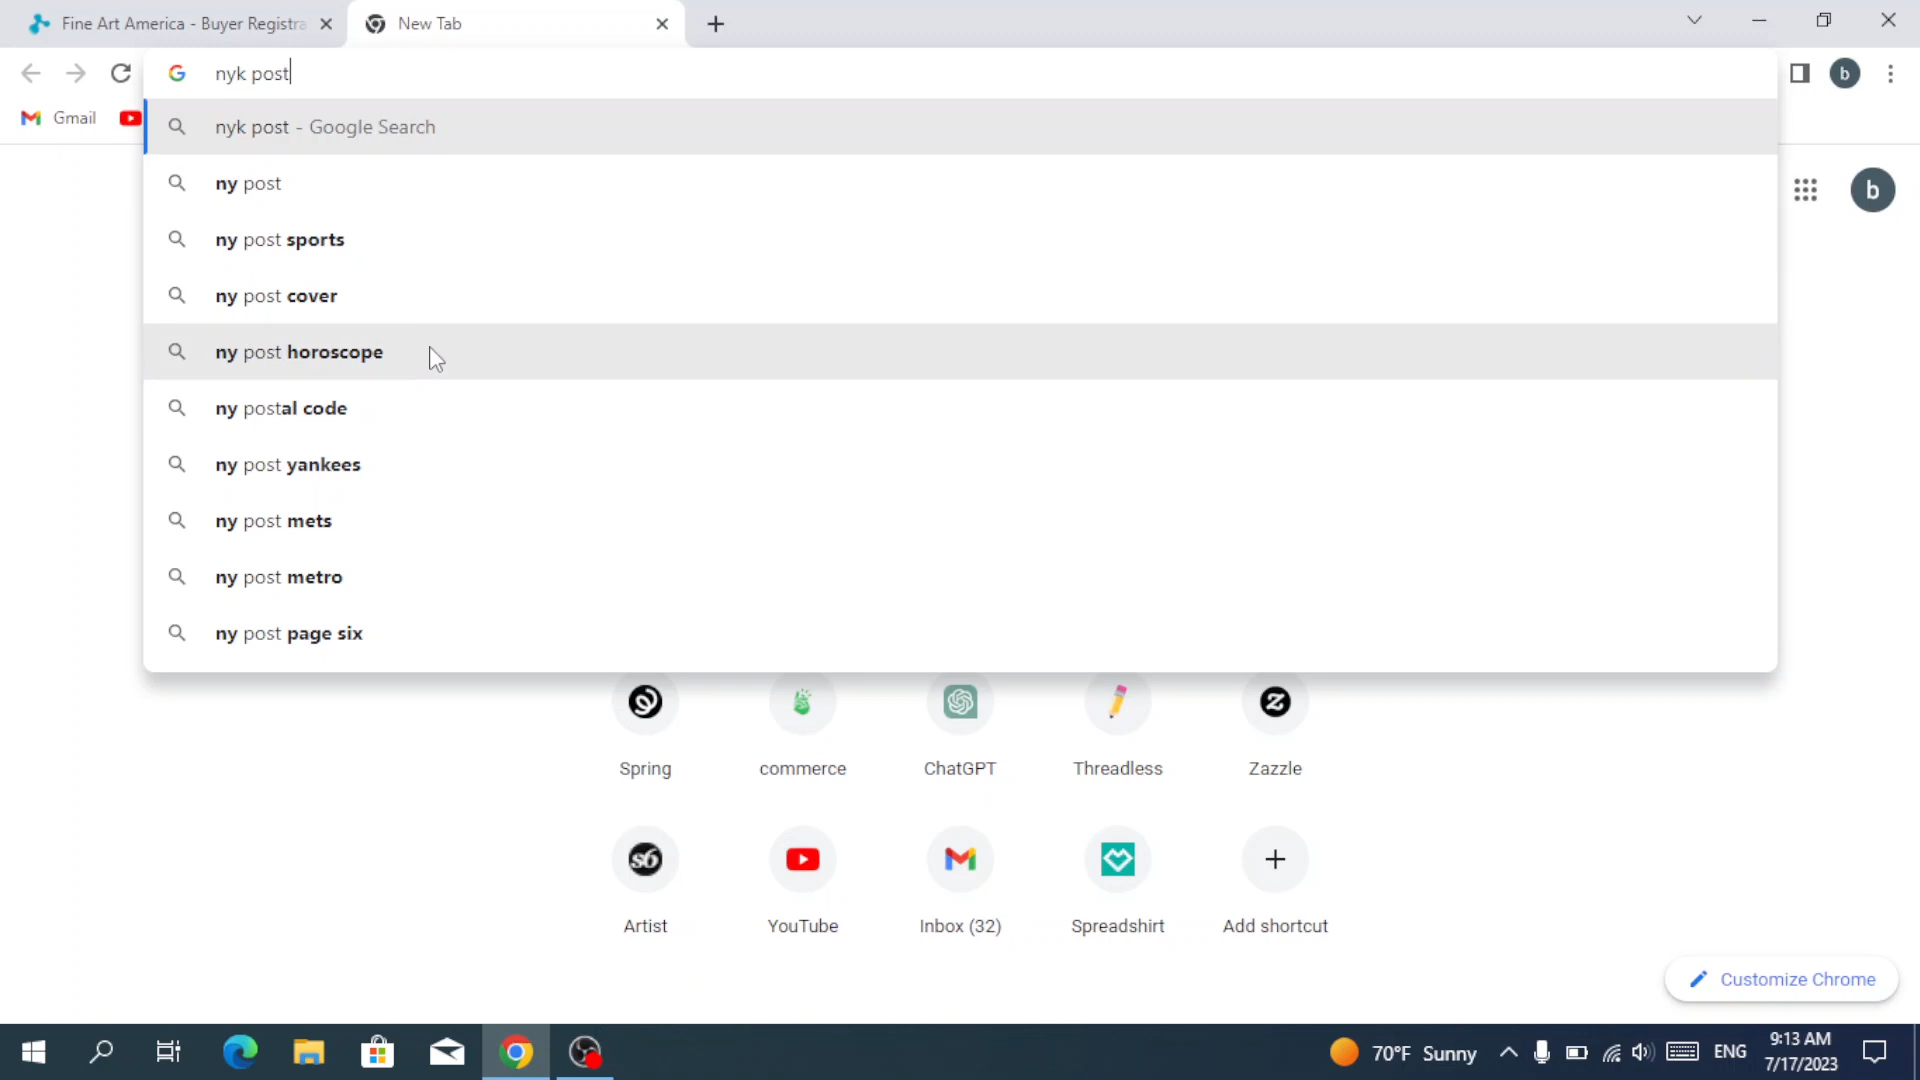 Fine Art America - Buyer Registra
New Tab
nyk post
Gmail
nyk post - Google Search
ny post
ny post sports
ny post cover
ny post horoscope
ny postal code
ny post yankees
ny post mets
ny post metro
ny post page six
b
b
Spring
commerce
ChatGPT
Threadless
Zazzle
s6
Artist
YouTube
Inbox (32)
Spreadshirt
Add shortcut
Customize Chrome
70°F Sunny
ENG
9:13 AM
7/17/2023